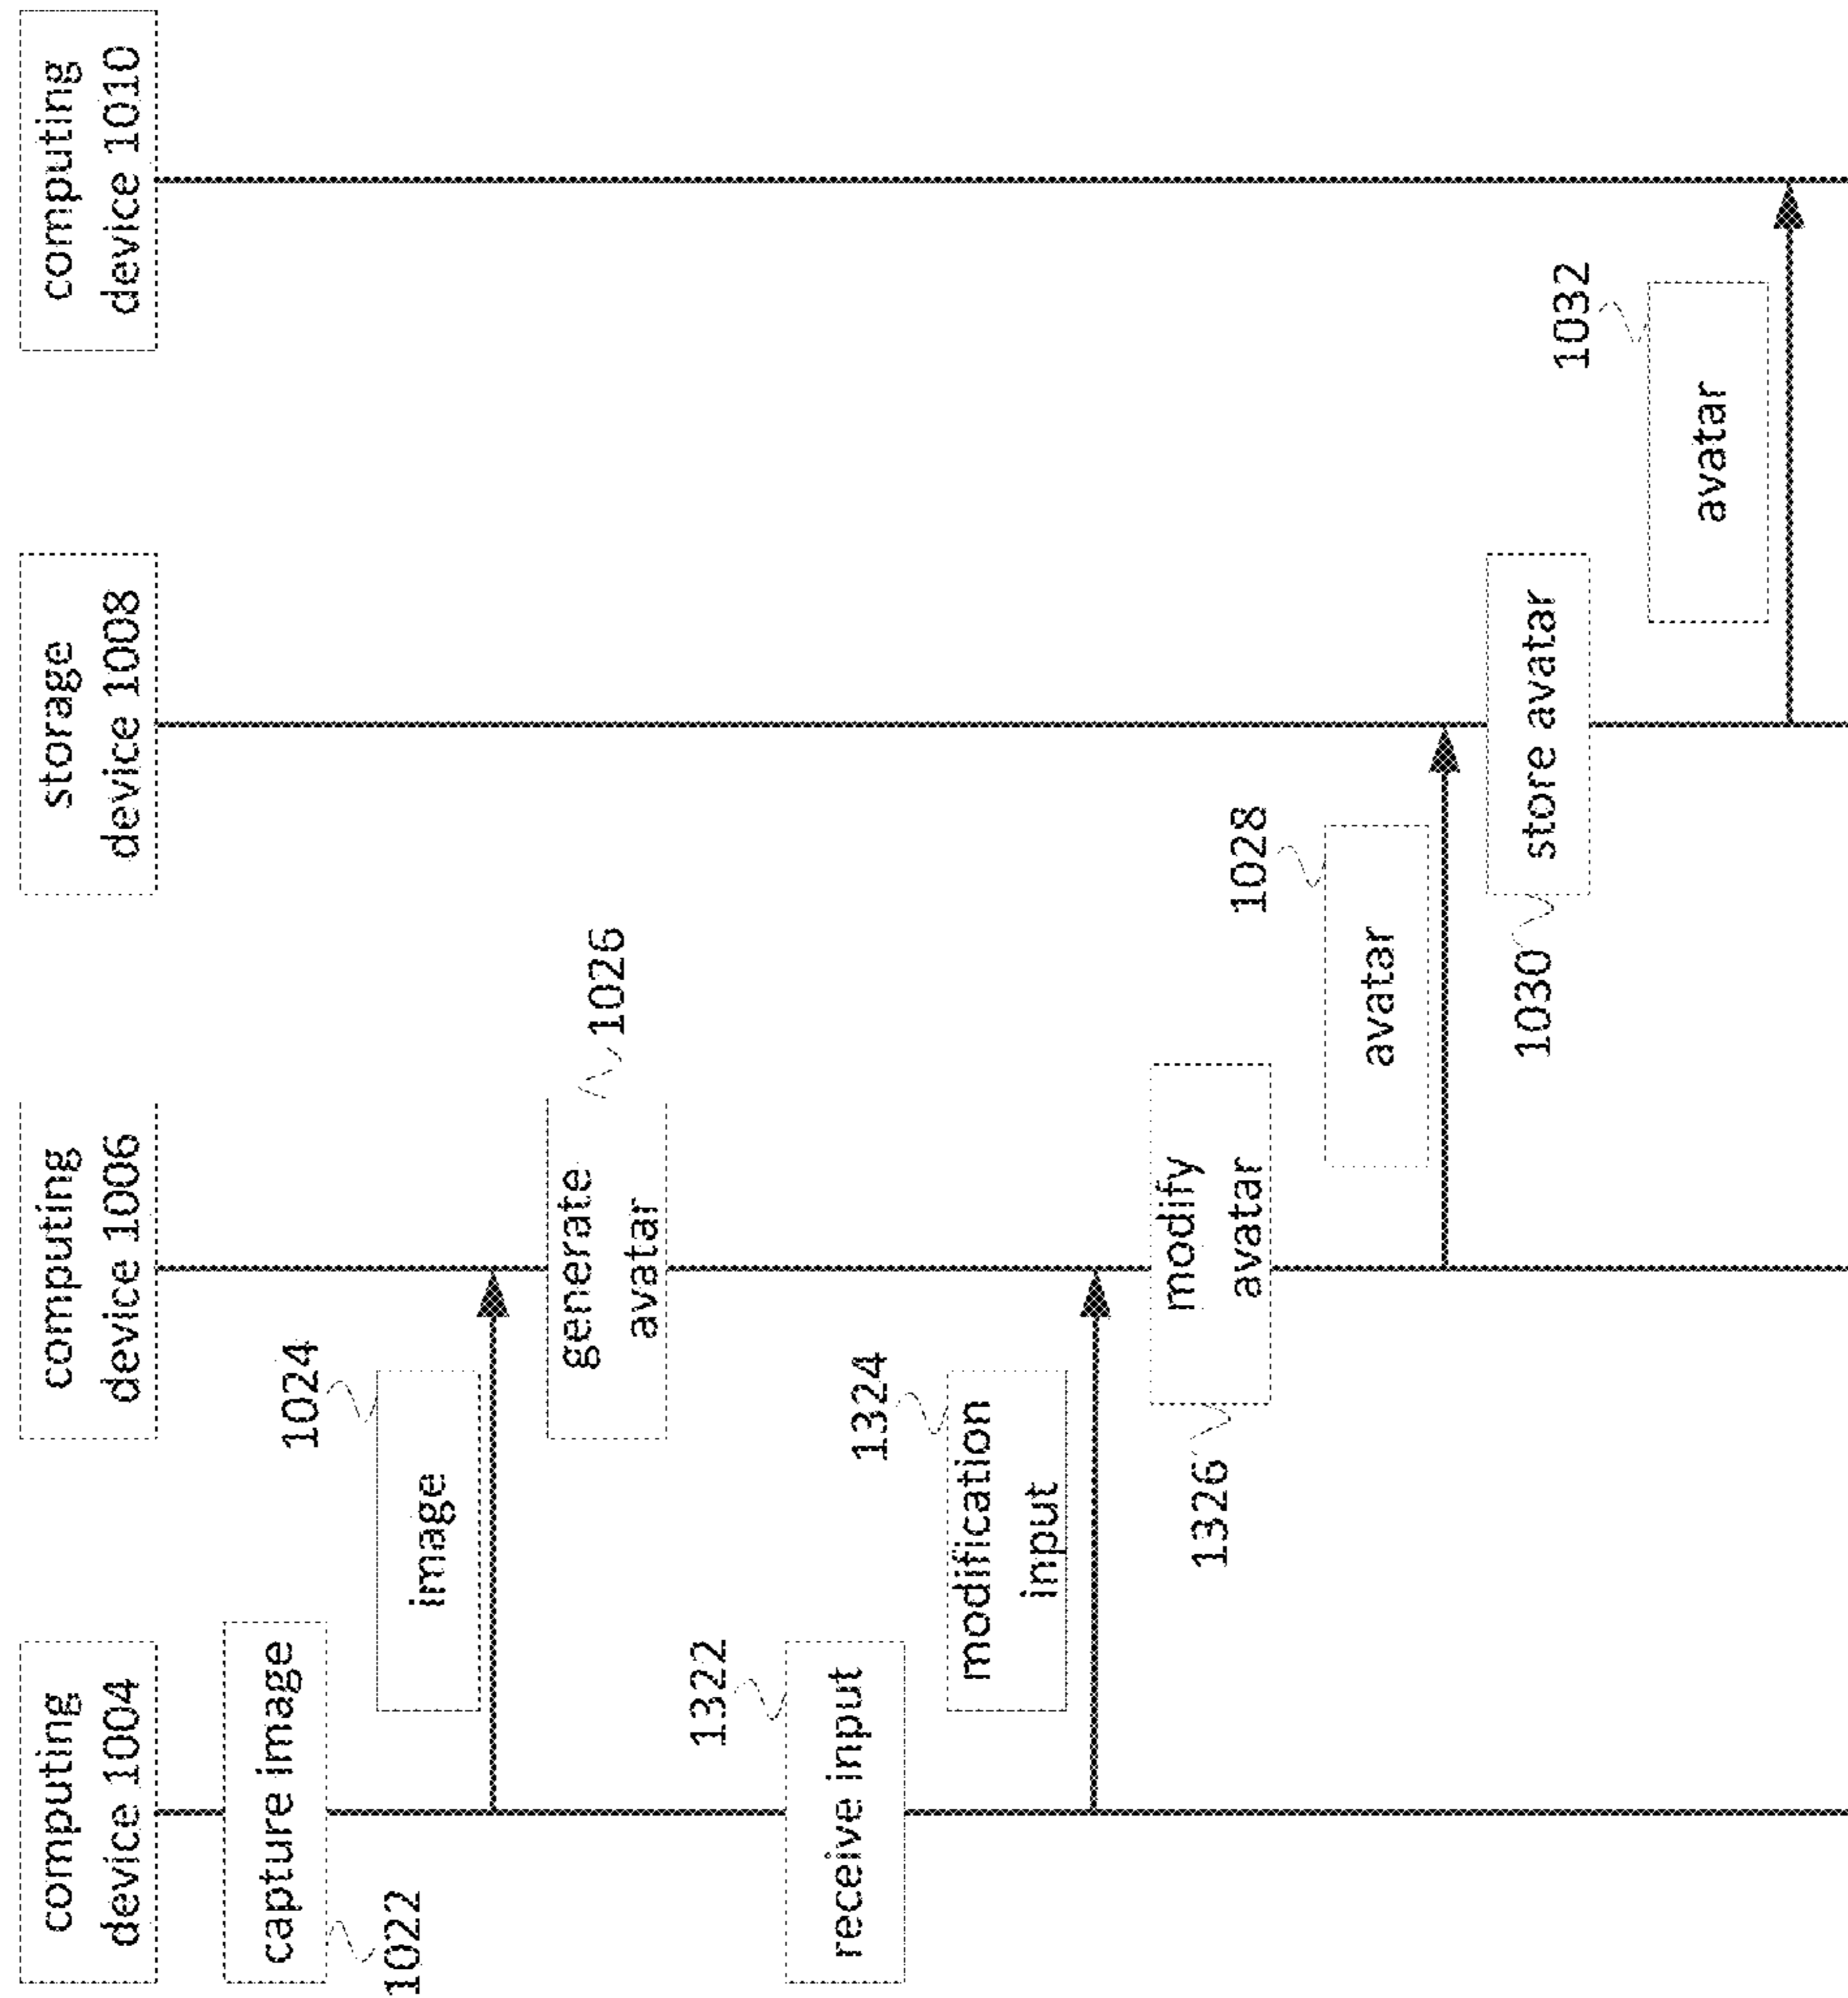 computing
device 1004
computing
device 1006
storage
device 1008
computing
device 1010
capture image
1022
1024
image
generate
avatar
1026
1322
receive input
1324
modification
input
modify
avatar
1326
1028
avatar
store avatar
1030
1032
avatar